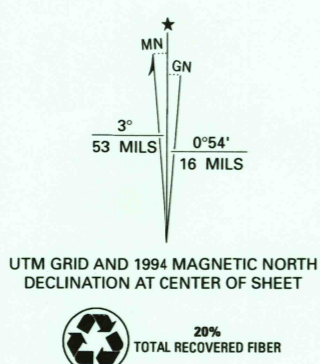 MN
GN
3°
53 MILS
0°54'
16 MILS
UTM GRID AND 1994 MAGNETIC NORTH
DECLINATION AT CENTER OF SHEET
20%
TOTAL RECOVERED FIBER